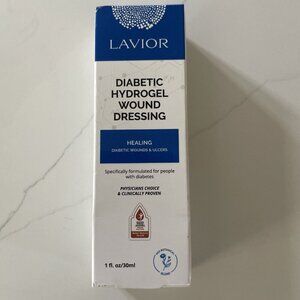 LAVIOR
DIABETIC
HYDROGEL
WOUND
DRESSING
HEALING
DIABETIC WOUNDS & ULCERS
Specifically formulated for people
with diabetes
PHYSICIANS CHOICE
& CLINICALLY PROVEN
1 fl. oz/30ml